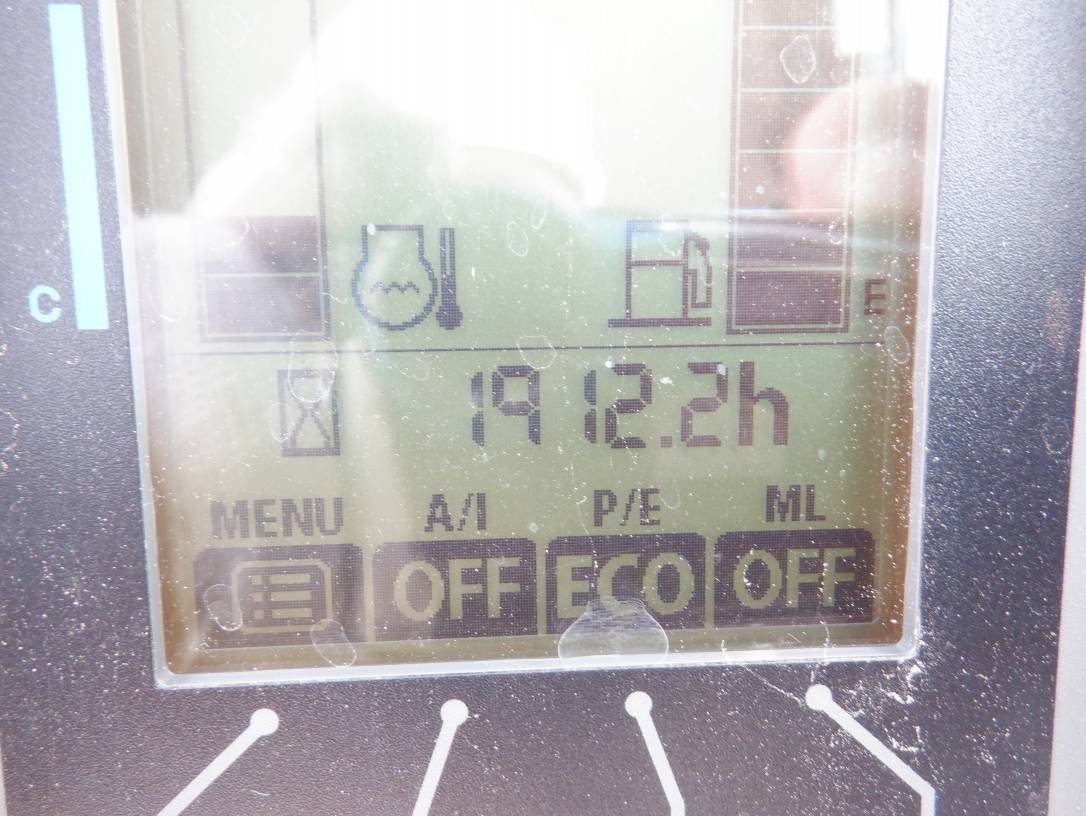 C
E
1912.2h
MENU A/I P/E ML
OFF ECO OFF